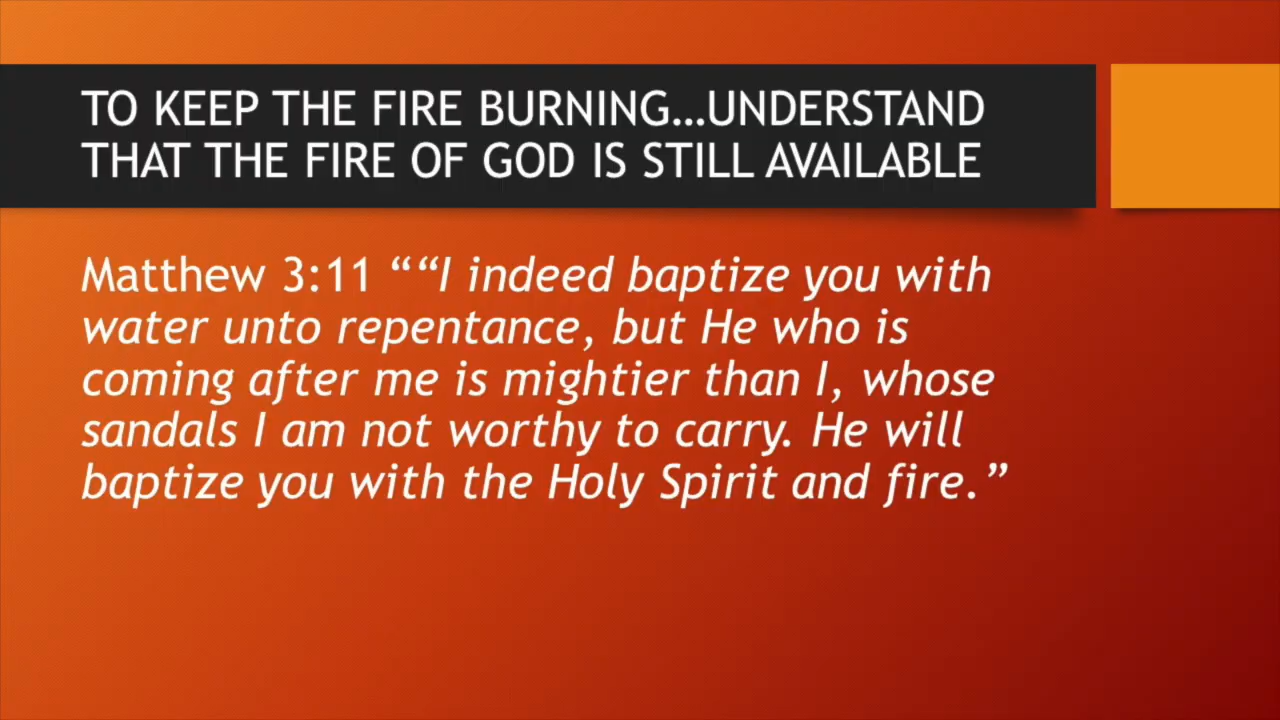 TO KEEP THE FIRE BURNING…UNDERSTAND
THAT THE FIRE OF GOD IS STILL AVAILABLE
Matthew 3:11 ““I indeed baptize you with
water unto repentance, but He who is
coming after me is mightier than I, whose
sandals I am not worthy to carry. He will
baptize you with the Holy Spirit and fire.”